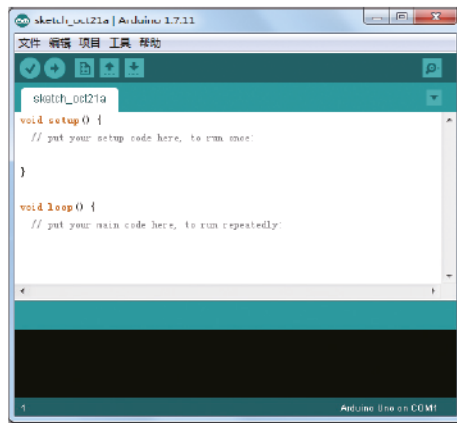 sketch_oct21a | Arduino 1.7.11
文件 编辑 项目 工具 帮助
sketch_oct21a
void setup() {
// put your setup code here, to run once:
}
void loop() {
// put your main code here, to run repeatedly:
1
Arduino Uno on COM1